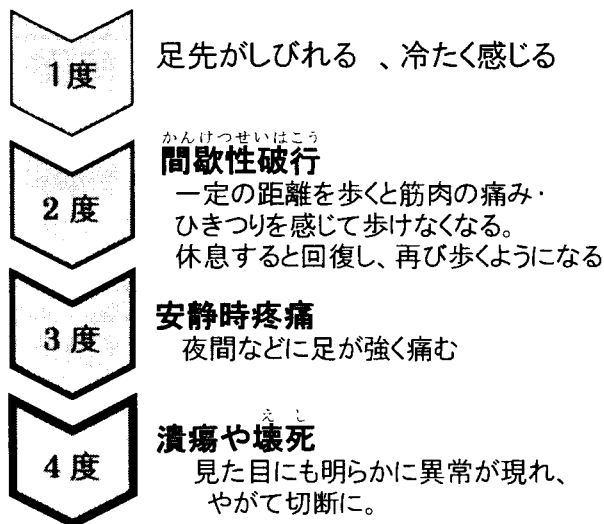 1度
足先がしびれる 、冷たく感じる
かんけつせいはこう
2度
間歇性破行
一定の距離を歩くと筋肉の痛み・
ひきつりを感じて歩けなくなる。
休息すると回復し、再び歩くようになる
3度
安静時疼痛
夜間などに足が強く痛む
えし
4度
潰瘍や壊死
見た目にも明らかに異常が現れ、
やがて切断に。